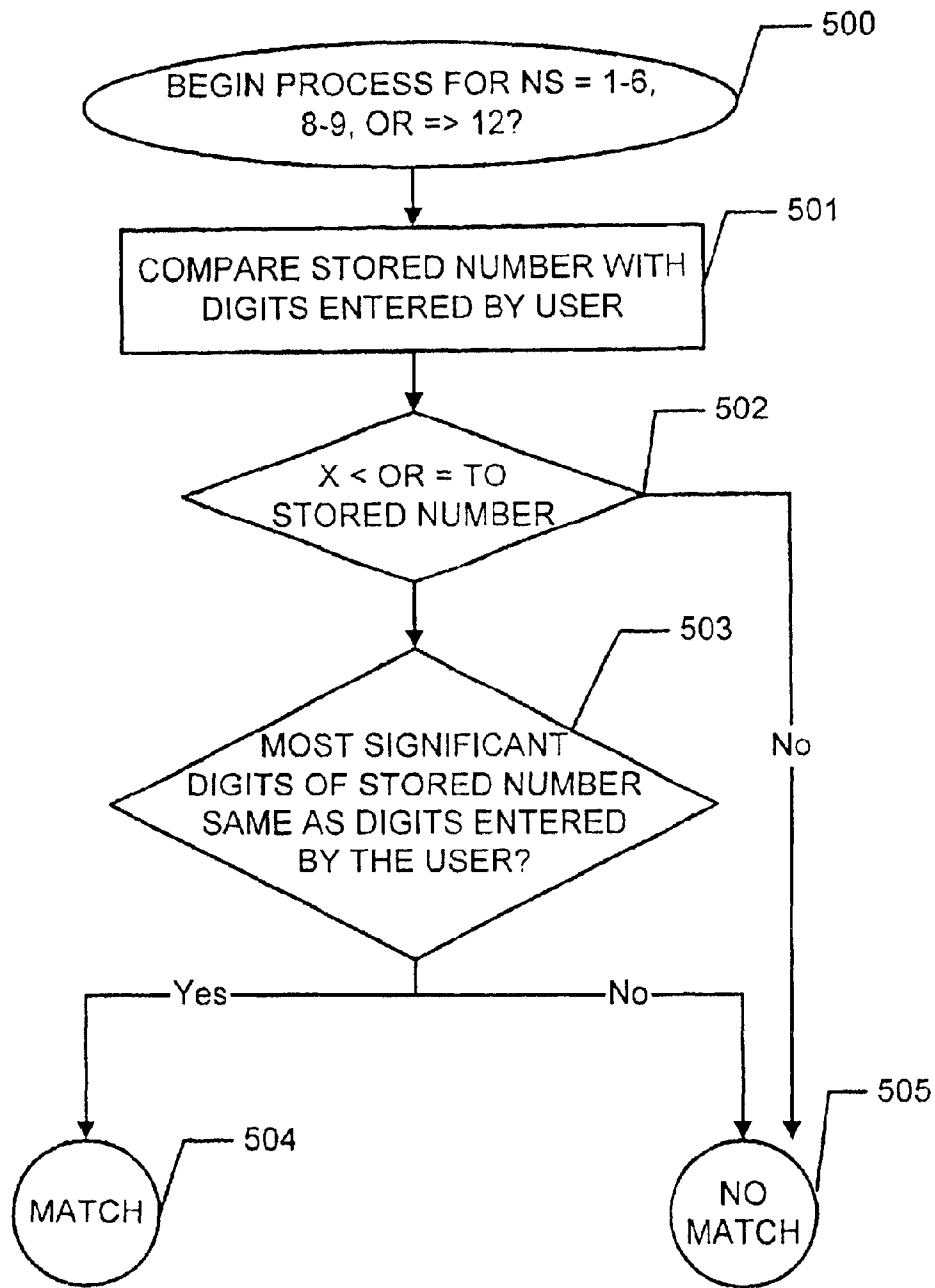 500
BEGIN PROCESS FOR NS = 1-6,
8-9, OR => 12?
501
COMPARE STORED NUMBER WITH
DIGITS ENTERED BY USER
502
X < OR = TO
STORED NUMBER
503
MOST SIGNIFICANT
DIGITS OF STORED NUMBER
SAME AS DIGITS ENTERED
BY THE USER?
No
Yes
No
505
504
MATCH
NO
MATCH